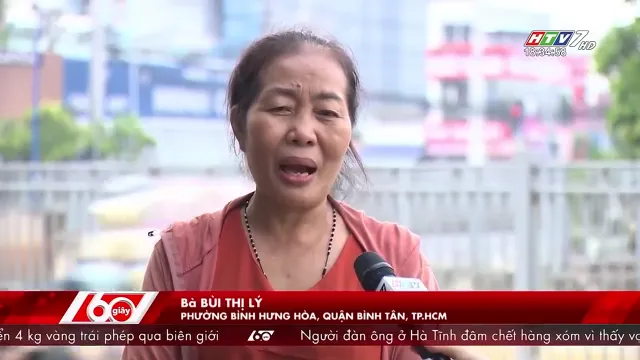 HTV7 HD
18:34:58
Bà BÙI THỊ LÝ
PHƯỜNG BÌNH HƯNG HÒA, QUẬN BÌNH TÂN, TP.HCM
60 giây
ển 4 kg vàng trái phép qua biên giới HCM Người đàn ông ở Hà Tĩnh đâm chết hàng xóm vì thấy vợ